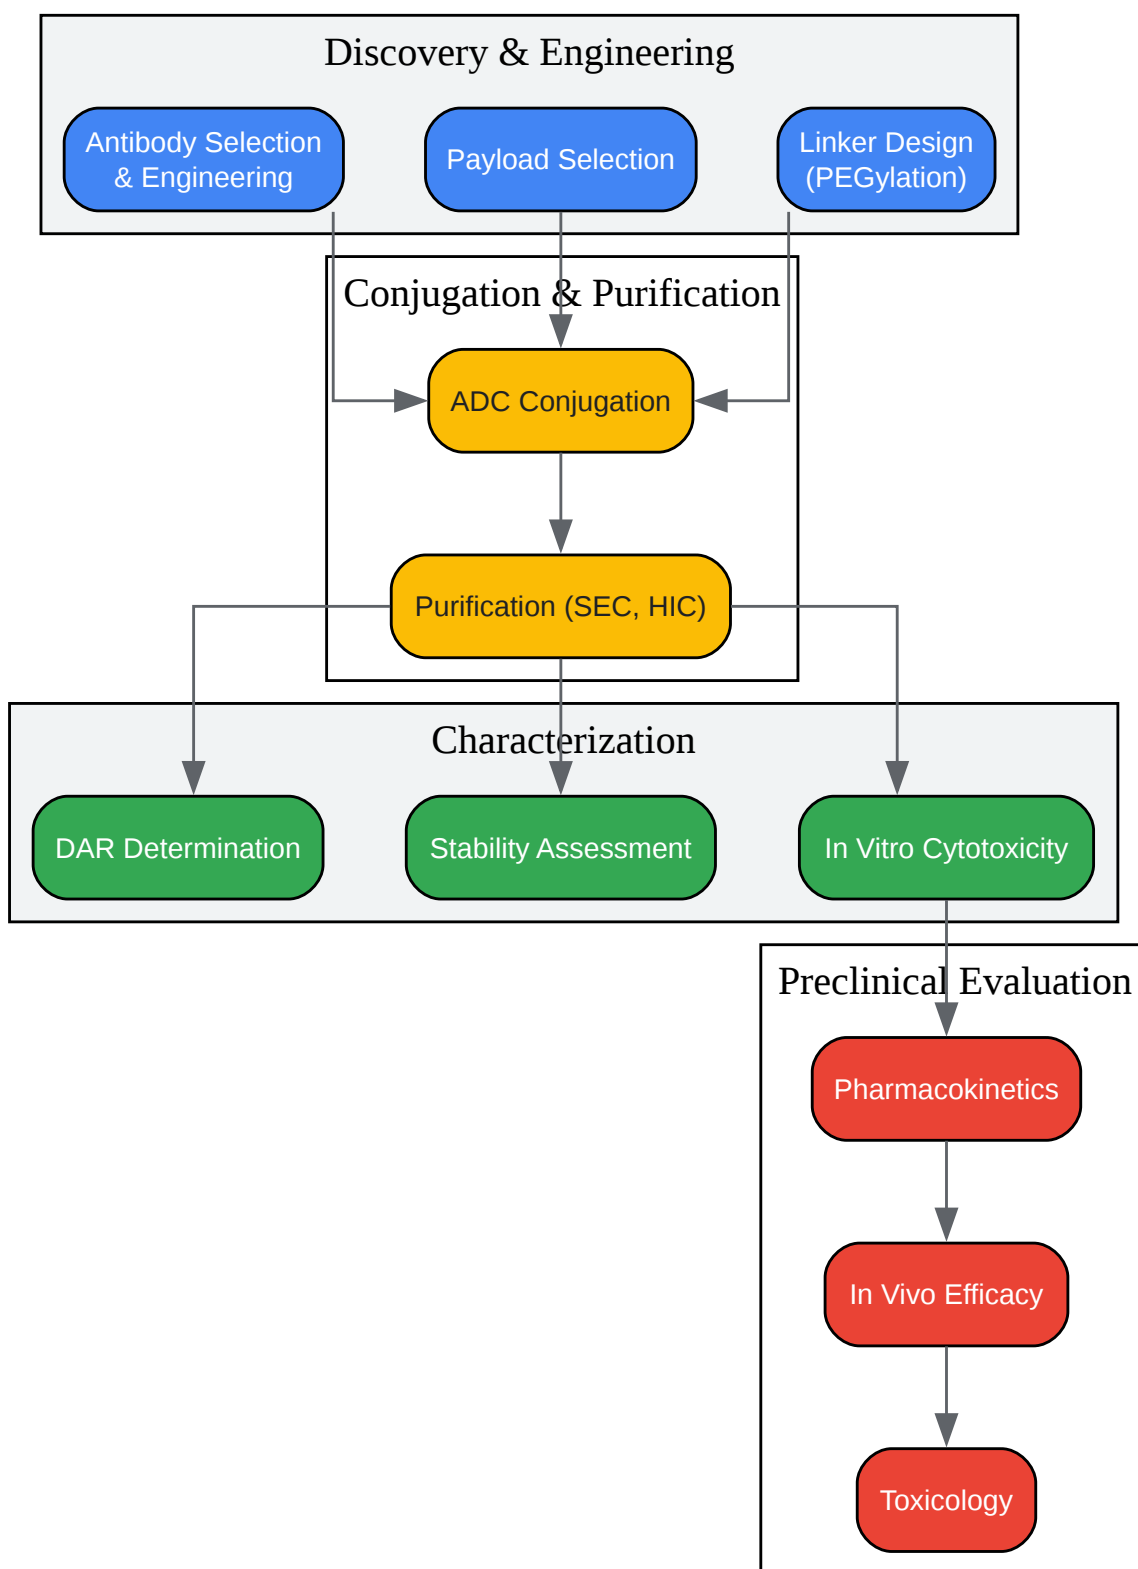 Discovery & Engineering
Antibody Selection
& Engineering
Payload Selection
Linker Design
(PEGylation)
Conjugation & Purification
ADC Conjugation
Purification (SEC, HIC)
Characterization
DAR Determination
Stability Assessment
In Vitro Cytotoxicity
Preclinical Evaluation
Pharmacokinetics
In Vivo Efficacy
Toxicology